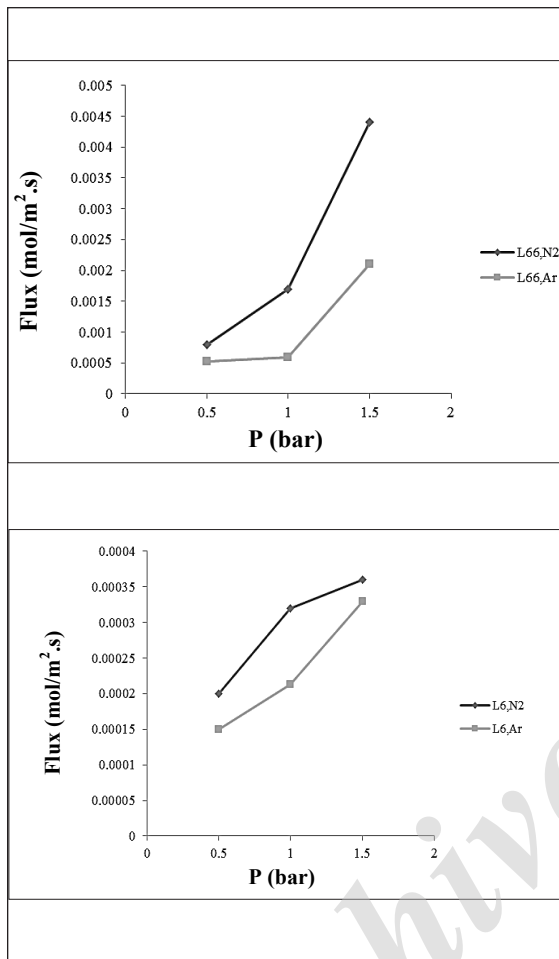 0.005
0.0045
0.004
0.0035
0.003
0.0025
0.002
0.0015
0.001
0.0005
0
Flux (mol/m².s)
0 0.5 1 1.5 2
P (bar)
L66,N2
L66,Ar
0.0004
0.00035
0.0003
0.00025
0.0002
0.00015
0.0001
0.00005
0
Flux (mol/m².s)
0 0.5 1 1.5 2
P (bar)
L6,N2
L6,Ar
hive